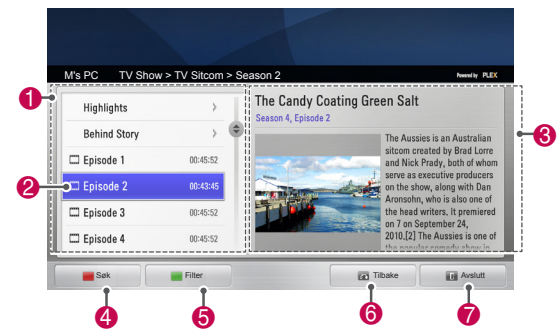 M's PC TV Show > TV Sitcom > Season 2
Powered by PLEX
1
Highlights >
Behind Story >
Episode 1 00:45:52
2
Episode 2 00:43:45
Episode 3 00:45:52
Episode 4 00:45:52
3
The Candy Coating Green Salt
Season 4, Episode 2
The Aussies is an Australian
sitcom created by Brad Lorre
and Nick Prady, both of whom
serve as executive producers
on the show, along with Dan
Aronsohn, who is also one of
the head writers. It premiered
on 7 on September 24,
2010,[2] The Aussies is one of
the popular comedy show in
Søk
Filter
Tilbake
Avslutt
4
5
6
7